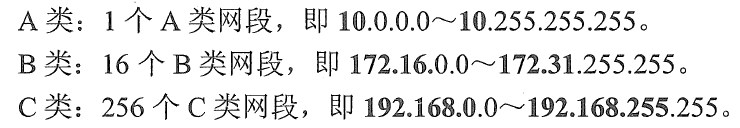 A 类：1 个 A 类网段，即 10.0.0.0～10.255.255.255。
B 类：16 个 B 类网段，即 172.16.0.0～172.31.255.255。
C 类：256 个 C 类网段，即 192.168.0.0～192.168.255.255。